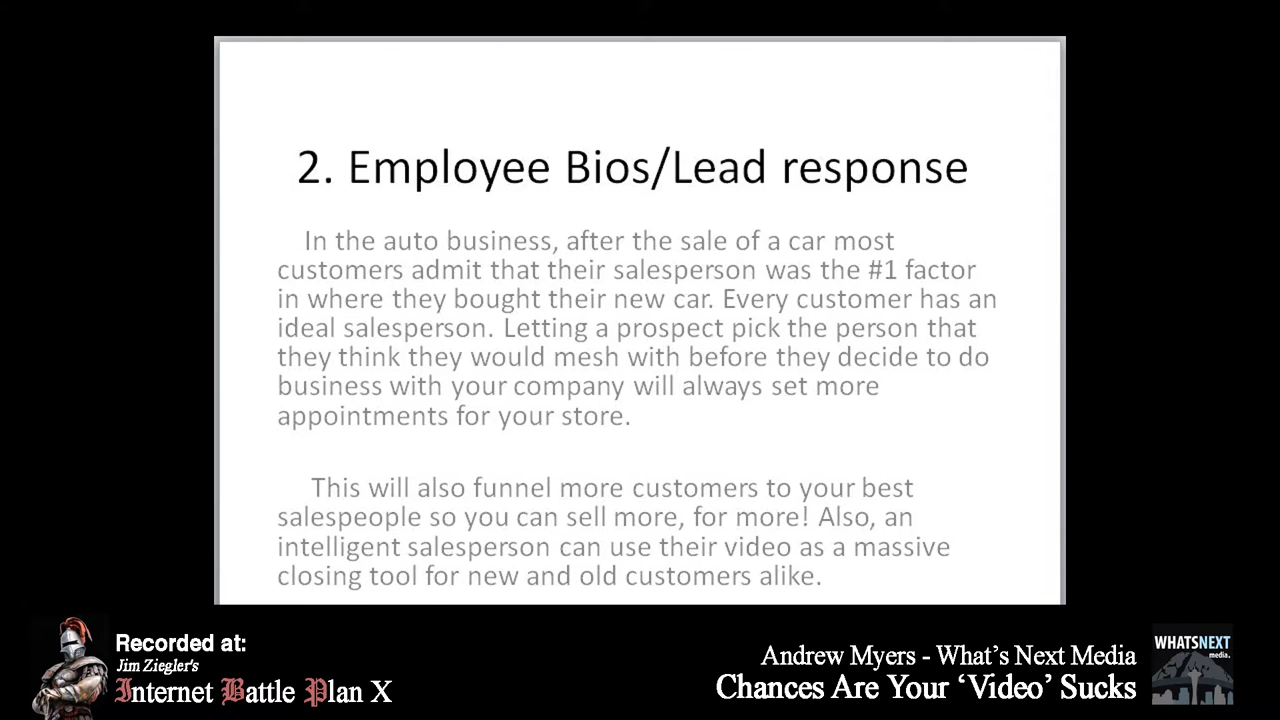 2. Employee Bios/Lead response
In the auto business, after the sale of a car most
customers admit that their salesperson was the #1 factor
in where they bought their new car. Every customer has an
ideal salesperson. Letting a prospect pick the person that
they think they would mesh with before they decide to do
business with your company will always set more
appointments for your store.
This will also funnel more customers to your best
salespeople so you can sell more, for more! Also, an
intelligent salesperson can use their video as a massive
closing tool for new and old customers alike.
Recorded at:
Jim Ziegler's
Internet Battle Plan X
Andrew Myers - What's Next Media
Chances Are Your ‘Video’ Sucks
WHATSNEXT
media.